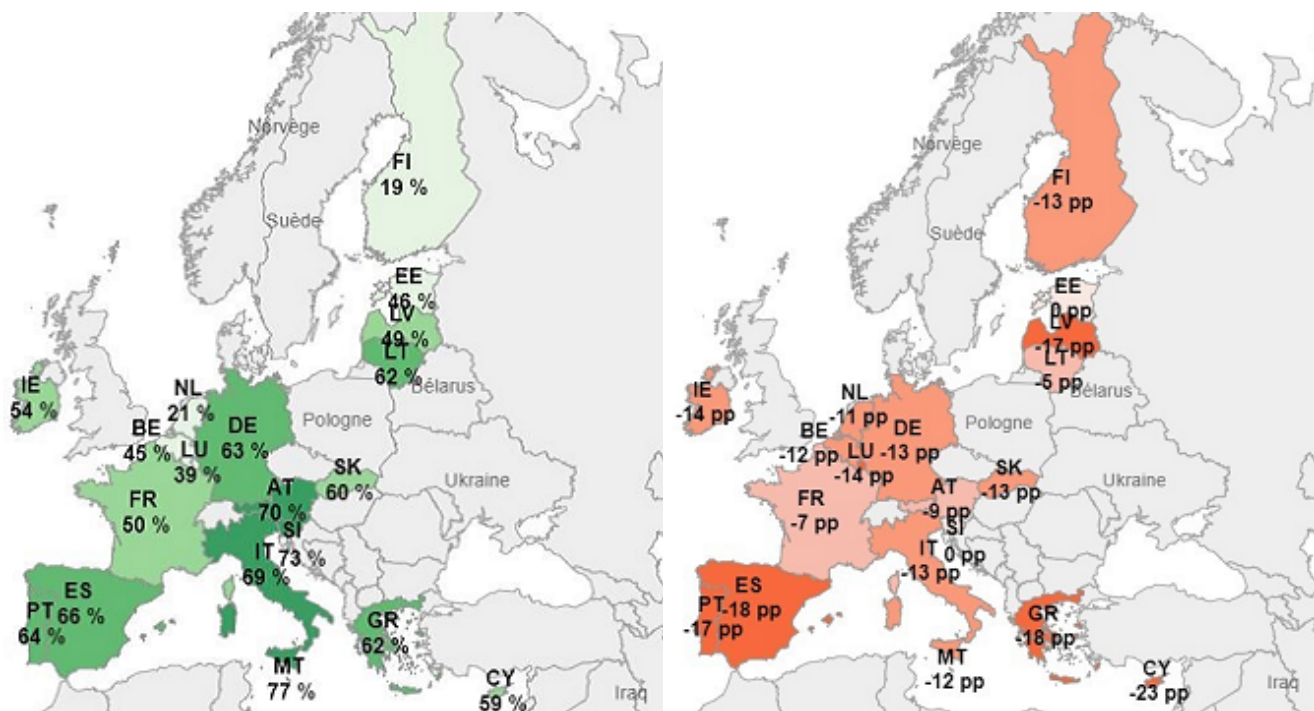 Norvège
FI
19 %
Suède
EE
46 %
LV
49 %
LT
62 %
Bélarus
IE
54 %
NL
21 %
BE
45 %
LU
39 %
DE
63 %
Pologne
SK
60 %
Ukraine
FR
50 %
AT
70 %
SI
73 %
IT
69 %
ES
66 %
PT
64 %
GR
62 %
MT
77 %
CY
59 %
Iraq
Norvège
FI
-13 pp
Suède
EE
0 pp
LV
-17 pp
LT
-5 pp
Bélarus
IE
-14 pp
NL
-11 pp
BE
-12 pp
LU
-14 pp
DE
-13 pp
Pologne
SK
-13 pp
Ukraine
FR
-7 pp
AT
-9 pp
SI
0 pp
IT
-13 pp
ES
-18 pp
PT
-17 pp
GR
-18 pp
MT
-12 pp
CY
-23 pp
Iraq